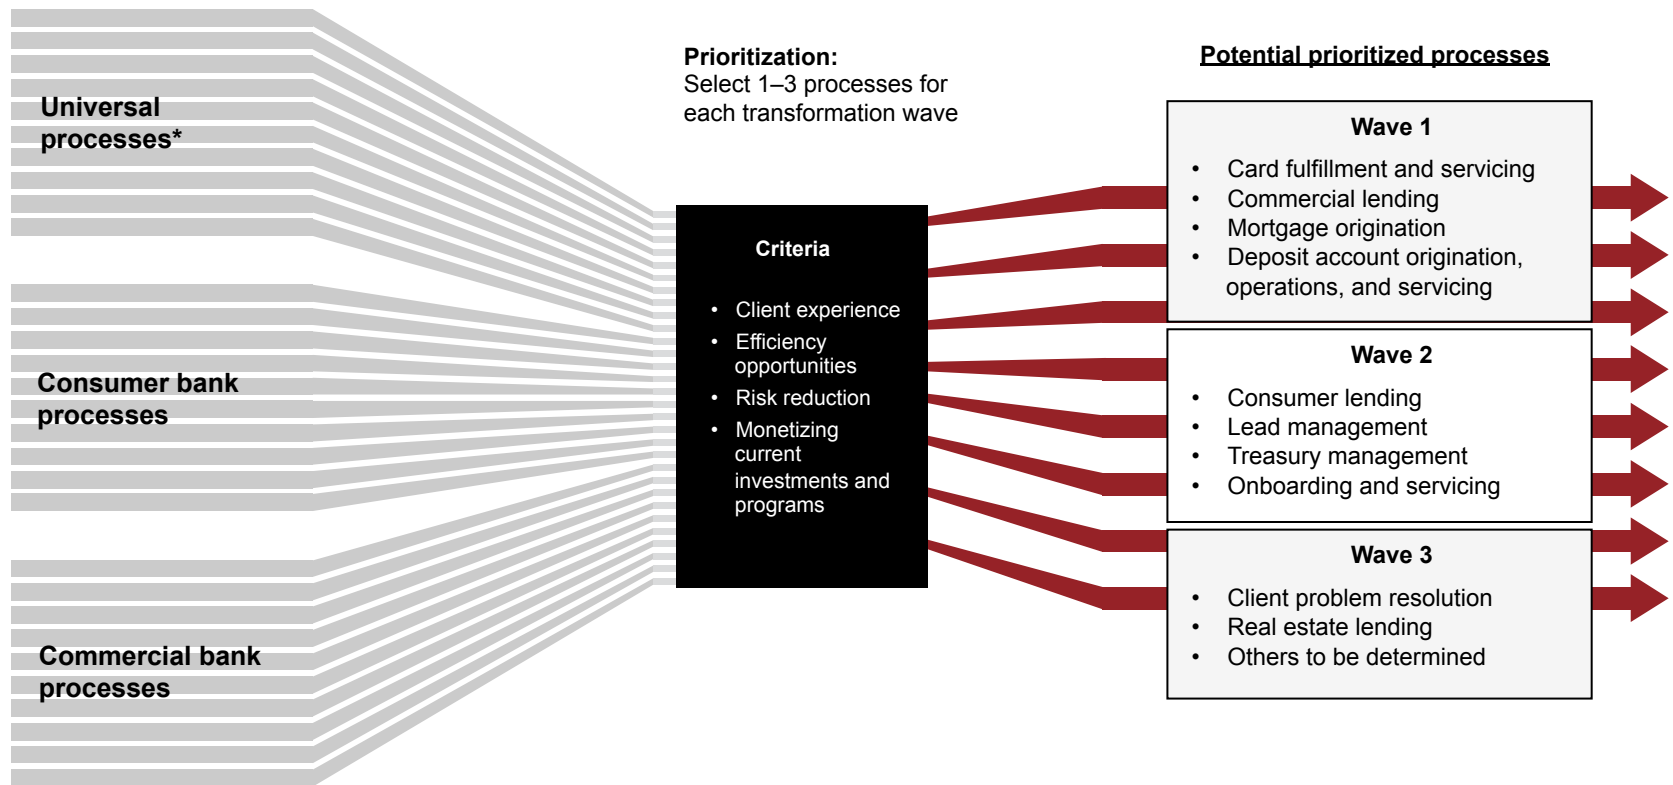 Universal
processes*
Consumer bank
processes
Commercial bank
processes
Prioritization:
Select 1–3 processes for
each transformation wave
Criteria
• Client experience
• Efficiency
opportunities
• Risk reduction
• Monetizing
current
investments and
programs
Potential prioritized processes
Wave 1
• Card fulfillment and servicing
• Commercial lending
• Mortgage origination
• Deposit account origination,
operations, and servicing
Wave 2
• Consumer lending
• Lead management
• Treasury management
• Onboarding and servicing
Wave 3
• Client problem resolution
• Real estate lending
• Others to be determined